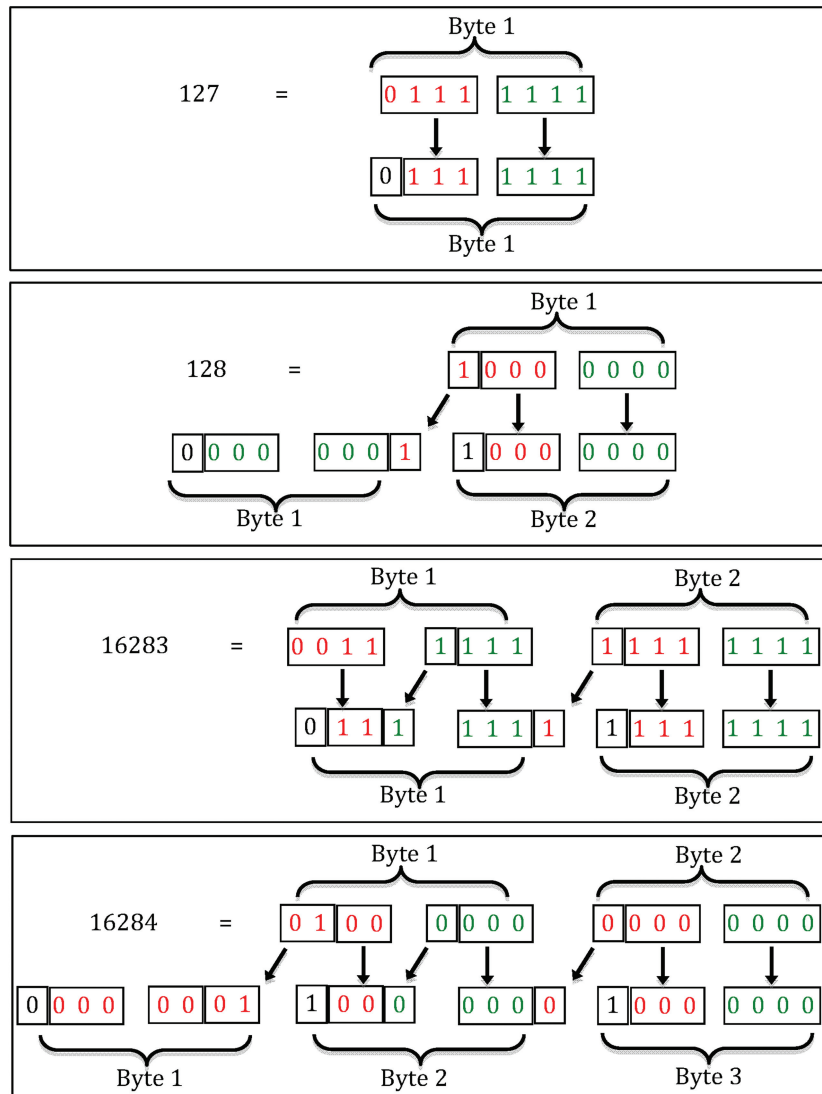 Byte 1
127 = 0 1 1 1 1 1 1 1
0 1 1 1 1 1 1 1
Byte 1
Byte 1
128 = 1 0 0 0 0 0 0 0
0 0 0 0 0 0 0 1 1 0 0 0 0 0 0 0
Byte 1 Byte 2
Byte 1 Byte 2
16283 = 0 0 1 1 1 1 1 1 1 1 1 1 1 1 1 1
0 1 1 1 1 1 1 1 1 1 1 1 1 1 1 1
Byte 1 Byte 2
Byte 1 Byte 2
16284 = 0 1 0 0 0 0 0 0 0 0 0 0 0 0 0 0
0 0 0 0 0 0 0 1 1 0 0 0 0 0 0 0 1 0 0 0 0 0 0 0
Byte 1 Byte 2 Byte 3